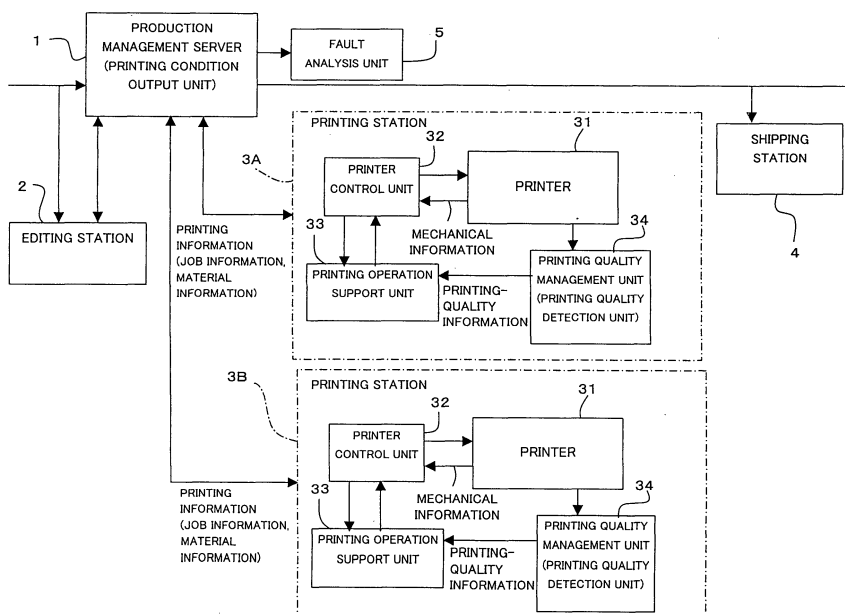 1
PRODUCTION
MANAGEMENT SERVER
(PRINTING CONDITION
OUTPUT UNIT)
FAULT
ANALYSIS UNIT
5
2
EDITING STATION
PRINTING
INFORMATION
(JOB INFORMATION,
MATERIAL
INFORMATION)
3A
PRINTING STATION
32
PRINTER
CONTROL UNIT
31
PRINTER
MECHANICAL
INFORMATION
33
PRINTING OPERATION
SUPPORT UNIT
PRINTING-
QUALITY
INFORMATION
34
PRINTING QUALITY
MANAGEMENT UNIT
(PRINTING QUALITY
DETECTION UNIT)
SHIPPING
STATION
4
3B
PRINTING STATION
32
PRINTER
CONTROL UNIT
31
PRINTER
MECHANICAL
INFORMATION
33
PRINTING OPERATION
SUPPORT UNIT
PRINTING-
QUALITY
INFORMATION
34
PRINTING QUALITY
MANAGEMENT UNIT
(PRINTING QUALITY
DETECTION UNIT)
PRINTING
INFORMATION
(JOB INFORMATION,
MATERIAL
INFORMATION)